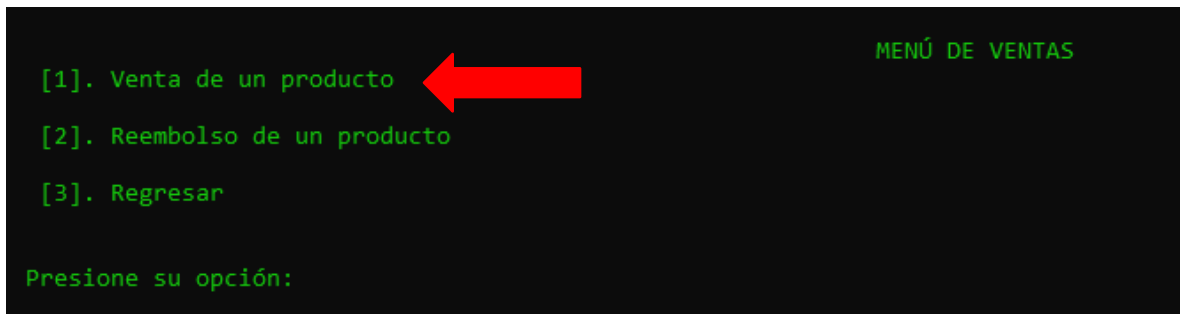 MENÚ DE VENTAS
[1]. Venta de un producto
[2]. Reembolso de un producto
[3]. Regresar
Presione su opción: